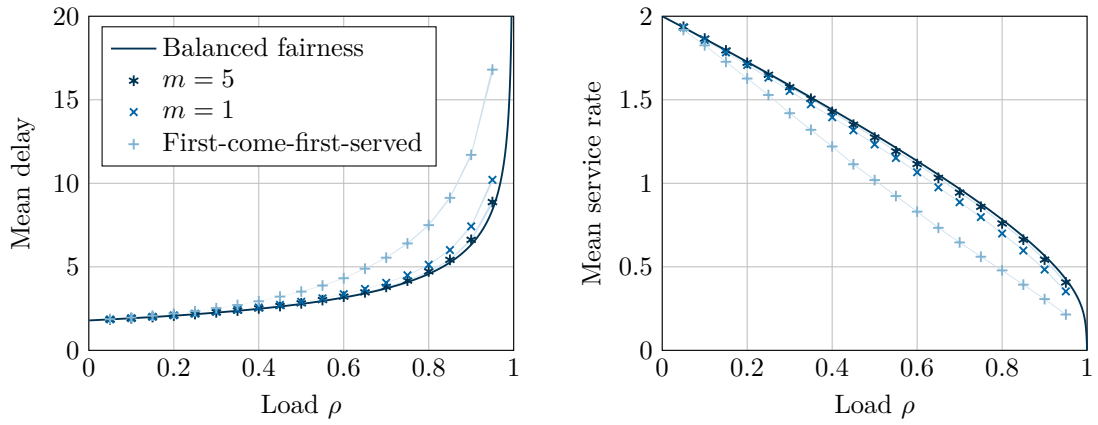 Mean delay
20
15
10
5
0
Balanced fairness
m = 5
m = 1
First-come-first-served
0 0.2 0.4 0.6 0.8 1
Load ρ
Mean service rate
2
1.5
1
0.5
0
0 0.2 0.4 0.6 0.8 1
Load ρ